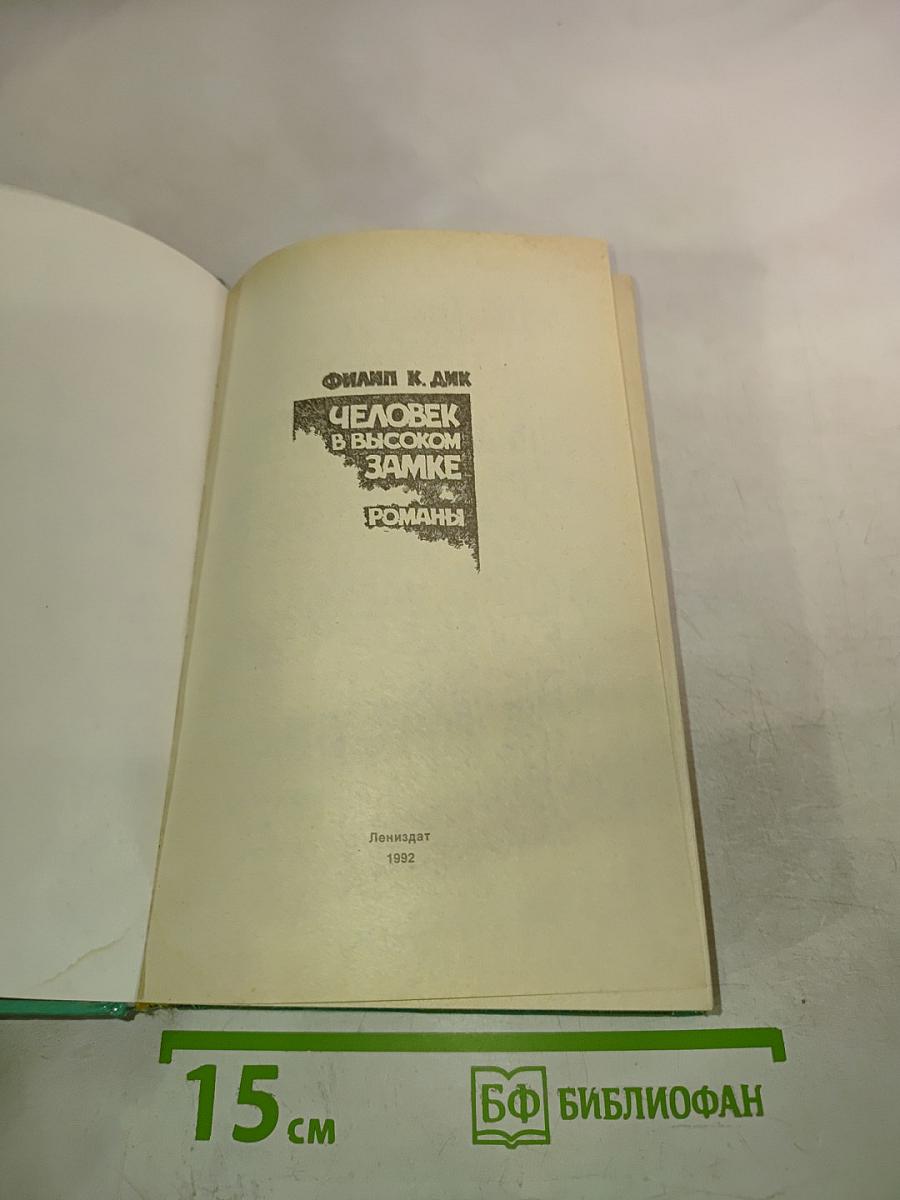 ФИЛИП К. ДИК
ЧЕЛОВЕК
В ВЫСОКОМ
ЗАМКЕ
РОМАНЫ
Лениздат
1992
15 см
БФ БИБЛИОФАН